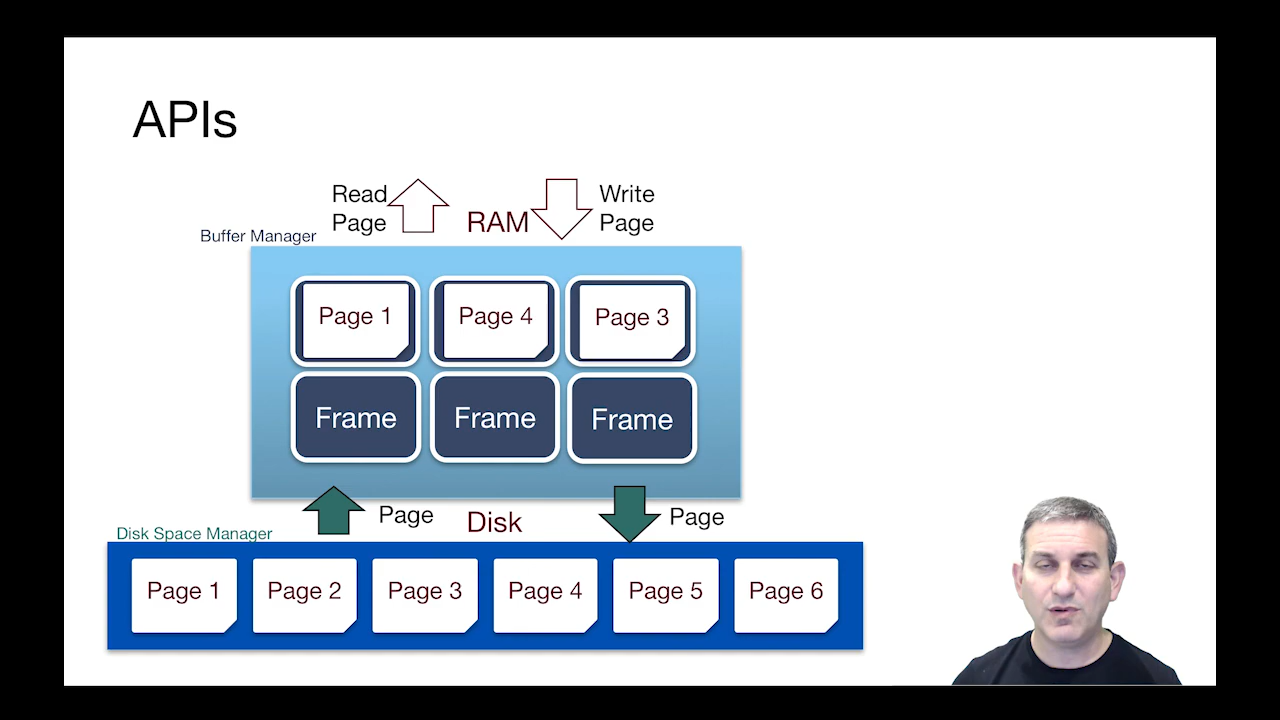 APIs
Read
Page
RAM
Write
Page
Buffer Manager
Page 1
Page 4
Page 3
Frame
Frame
Frame
Page
Disk
Page
Disk Space Manager
Page 1
Page 2
Page 3
Page 4
Page 5
Page 6